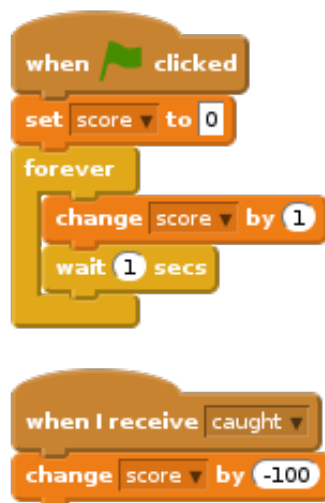 when clicked
set score to 0
forever
change score by 1
wait 1 secs
when I receive caught
change score by -100